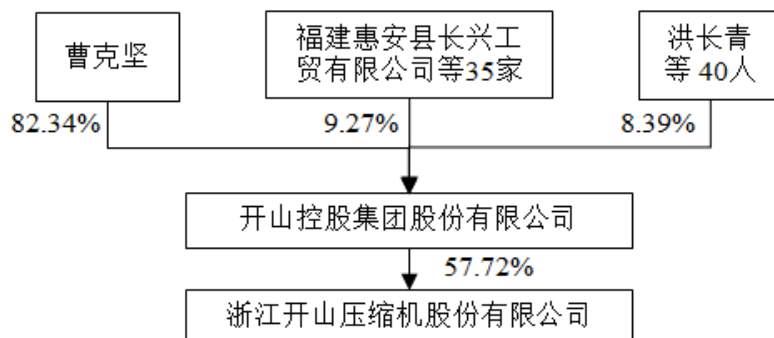 曹克坚
福建惠安县长兴工
贸有限公司等35家
洪长青
等 40人
82.34%
9.27%
8.39%
开山控股集团股份有限公司
57.72%
浙江开山压缩机股份有限公司